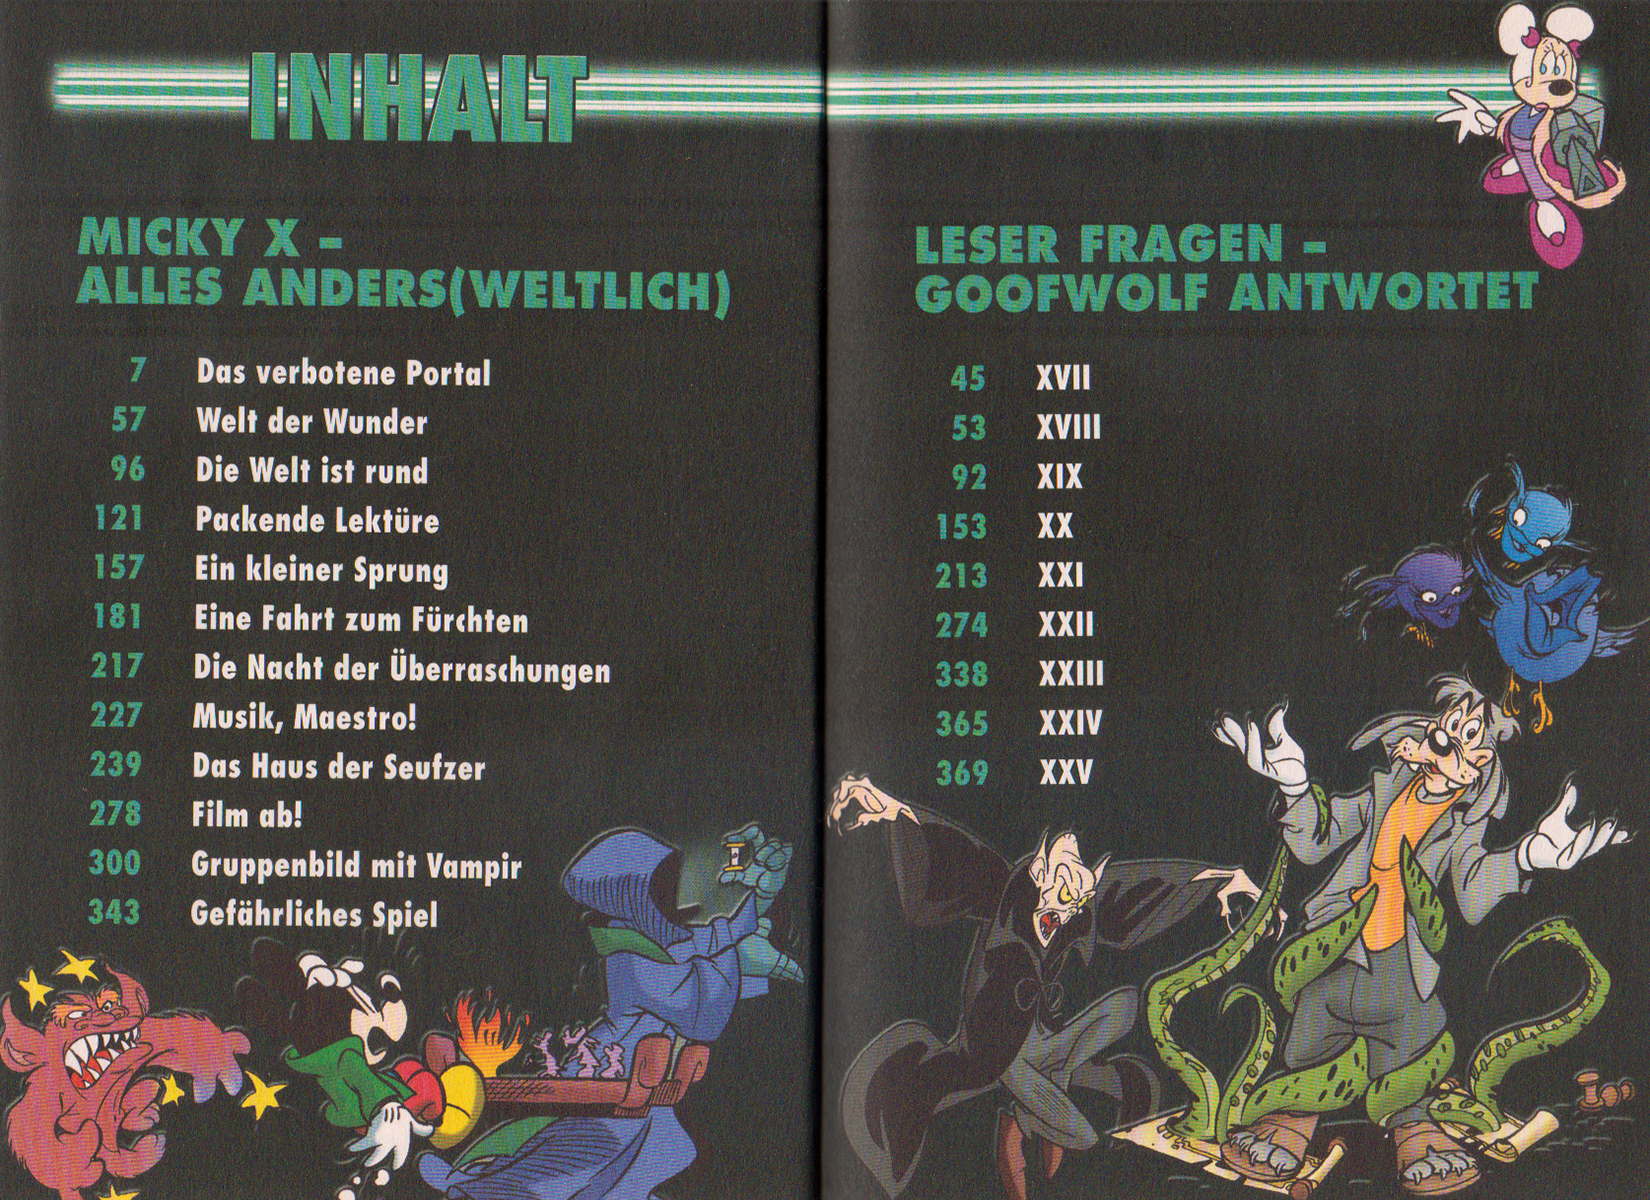 INHALT
MICKY X –
ALLES ANDERS(WELTLICH)
7 Das verbotene Portal
57 Welt der Wunder
96 Die Welt ist rund
121 Packende Lektüre
157 Ein kleiner Sprung
181 Eine Fahrt zum Fürchten
217 Die Nacht der Überraschungen
227 Musik, Maestro!
239 Das Haus der Seufzer
278 Film ab!
300 Gruppenbild mit Vampir
343 Gefährliches Spiel
LESER FRAGEN –
GOOFWOLF ANTWORTET
45 XVII
53 XVIII
92 XIX
153 XX
213 XXI
274 XXII
338 XXIII
365 XXIV
369 XXV